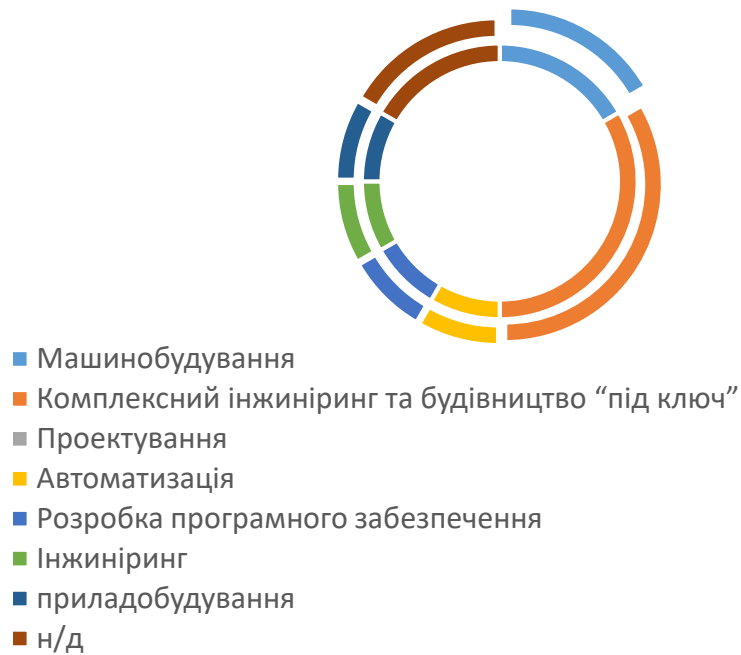 Машинобудування
Комплексний інжиніринг та будівництво “під ключ”
Проектування
Автоматизація
Розробка програмного забезпечення
Інжиніринг
приладобудування
н/д